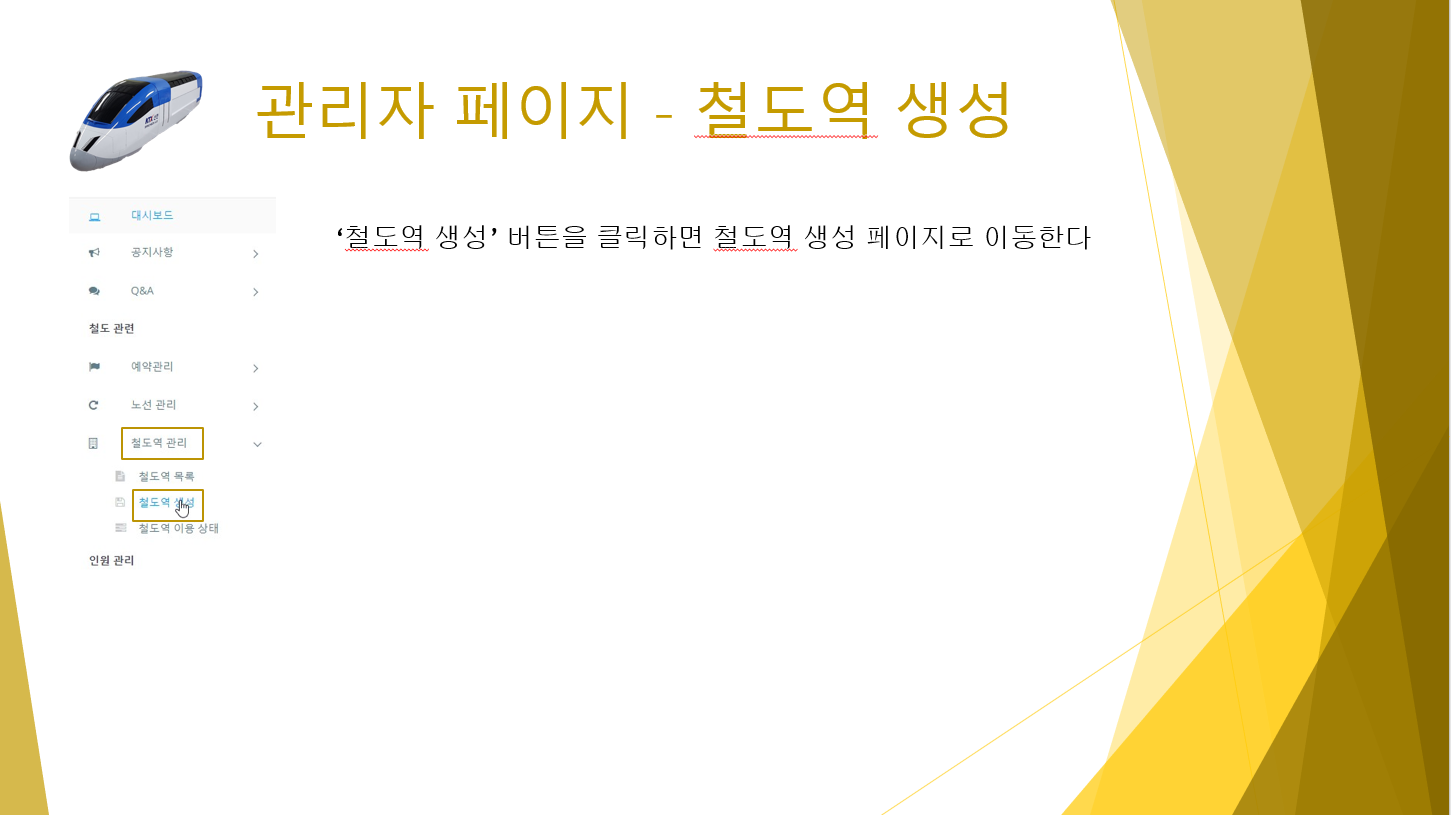 관리자 페이지 - 철도역 생성
대시보드
‘철도역 생성’ 버튼을 클릭하면 철도역 생성 페이지로 이동한다
공지사항
Q&A
철도 관련
예약관리
노선 관리
철도역 관리
철도역 목록
철도역 생성
철도역 이용 상태
인원 관리